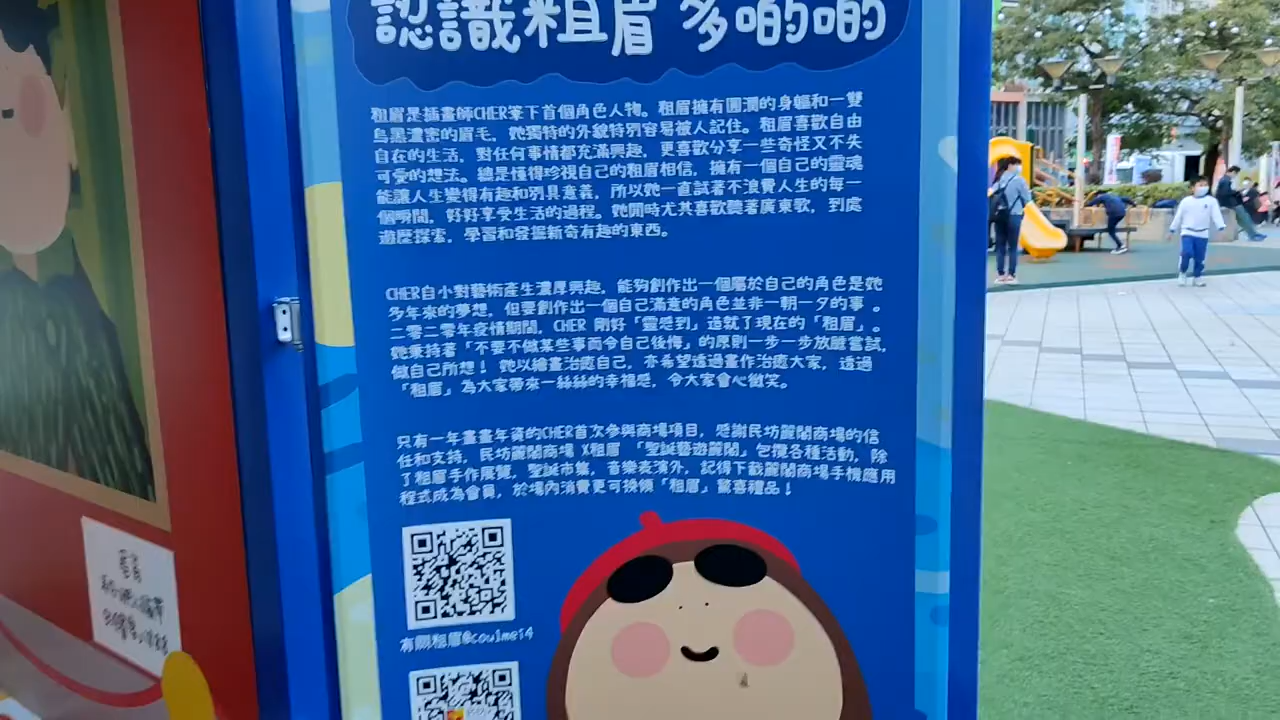 認識粗眉 多啲啲
粗眉是插畫師CHER筆下首個角色人物。粗眉擁有圓潤的身軀和一雙
烏黑濃密的眉毛，她獨特的外貌特別容易被人記住。粗眉喜歡自由
自在的生活，對任何事情都充滿興趣，更喜歡分享一些奇怪又不失
可愛的想法。總是懂得珍視自己的粗眉相信，擁有一個自己的靈魂
能讓人生變得有趣和別具意義，所以她一直試著不浪費人生的每一
個瞬間，好好享受生活的過程。她閒時尤其喜歡聽著廣東歌，到處
遊歷探索，學習和發掘新奇有趣的東西。
CHER自小對藝術產生濃厚興趣，能夠創作出一個屬於自己的角色是她
多年來的夢想，但要創作出一個自己滿意的角色並非一朝一夕的事。
二零二零年疫情期間，CHER 剛好「靈感到」造就了現在的「粗眉」。
她秉持著「不要不做某些事而令自己後悔」的原則一步一步放膽嘗試，
做自己所想！她以繪畫治癒自己，亦希望透過畫作治癒大家，透過
「粗眉」為大家帶來一絲絲的幸福感，令大家會心微笑。
只有一年畫畫年資的CHER首次參與商場項目，感謝民坊麗閣商場的信
任和支持，民坊麗閣商場 X粗眉 「聖誕藝遊麗閣」包攬各種活動，除
了粗眉手作展覽，聖誕市集，音樂表演外，記得下載麗閣商場手機應用
程式成為會員，於場內消費更可換領「粗眉」驚喜禮品！
有關粗眉@coulmei4